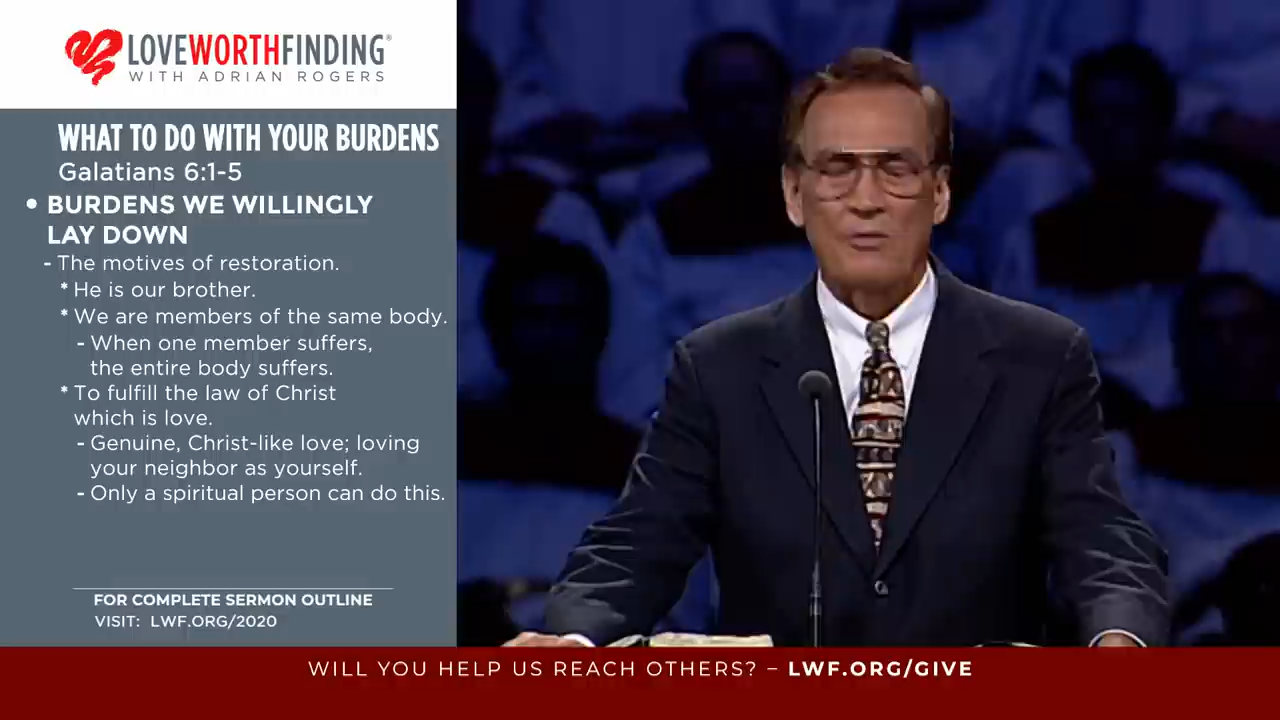 LOVEWORTHFINDING®
WITH ADRIAN ROGERS
WHAT TO DO WITH YOUR BURDENS
Galatians 6:1-5
• BURDENS WE WILLINGLY
LAY DOWN
- The motives of restoration.
* He is our brother.
* We are members of the same body.
- When one member suffers,
the entire body suffers.
* To fulfill the law of Christ
which is love.
- Genuine, Christ-like love; loving
your neighbor as yourself.
- Only a spiritual person can do this.
FOR COMPLETE SERMON OUTLINE
VISIT: LWF.ORG/2020
WILL YOU HELP US REACH OTHERS? – LWF.ORG/GIVE